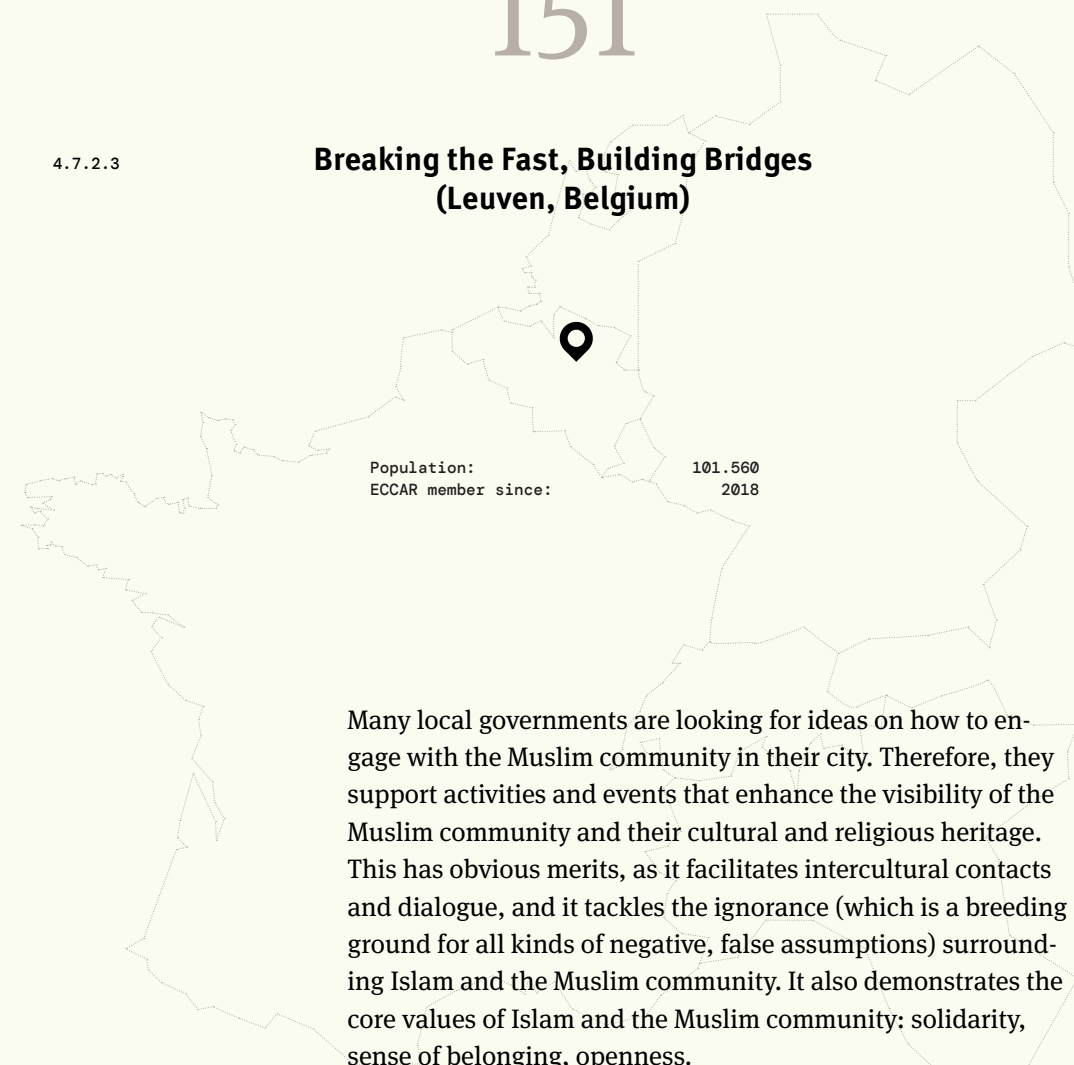 151
4.7.2.3
Breaking the Fast, Building Bridges
(Leuven, Belgium)
Population: 101.560
ECCAR member since: 2018
Many local governments are looking for ideas on how to en-
gage with the Muslim community in their city. Therefore, they
support activities and events that enhance the visibility of the
Muslim community and their cultural and religious heritage.
This has obvious merits, as it facilitates intercultural contacts
and dialogue, and it tackles the ignorance (which is a breeding
ground for all kinds of negative, false assumptions) surround-
ing Islam and the Muslim community. It also demonstrates the
core values of Islam and the Muslim community: solidarity,
sense of belonging, openness.